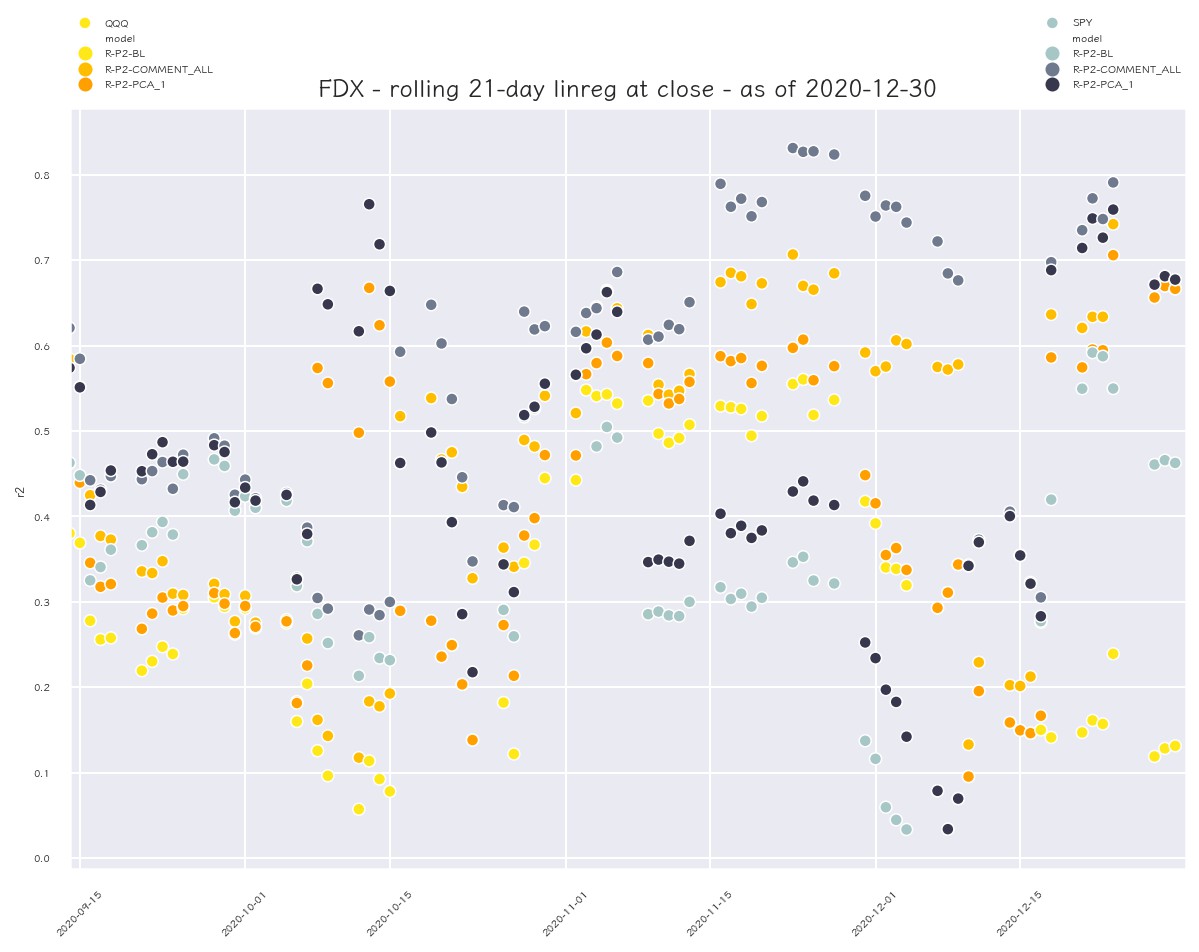 QQQ
model
R-P2-BL
R-P2-COMMENT_ALL
R-P2-PCA_1
SPY
model
R-P2-BL
R-P2-COMMENT_ALL
R-P2-PCA_1
FDX - rolling 21-day linreg at close - as of 2020-12-30
r2
0.8
0.7
0.6
0.5
0.4
0.3
0.2
0.1
0.0
2020-09-15
2020-10-01
2020-10-15
2020-11-01
2020-11-15
2020-12-01
2020-12-15